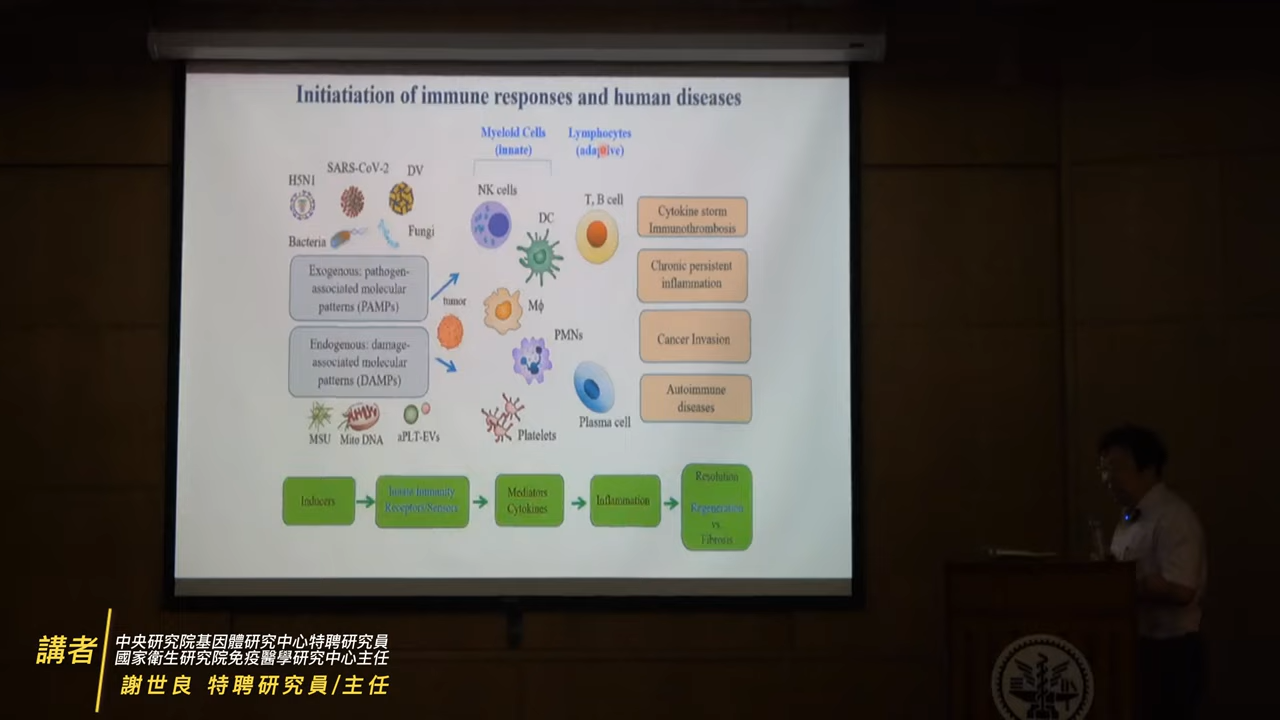 Initiatiation of immune responses and human diseases
Myeloid Cells
(innate)
Lymphocytes
(adaptive)
H5N1
SARS-CoV-2
DV
Bacteria
Fungi
Exogenous: pathogen-
associated molecular
patterns (PAMPs)
tumor
Endogenous: damage-
associated molecular
patterns (DAMPs)
MSU
Mito DNA
aPLT-EVs
NK cells
DC
T, B cell
Mϕ
PMNs
Plasma cell
Platelets
Cytokine storm
Immunothrombosis
Chronic persistent
inflammation
Cancer Invasion
Autoimmune
diseases
Inducers
Innate Immunity
Receptors/Sensors
Mediators
Cytokines
Inflammation
Resolution
Regeneration
vs
Fibrosis
講者
中央研究院基因體研究中心特聘研究員
國家衛生研究院免疫醫學研究中心主任
謝世良 特聘研究員/主任